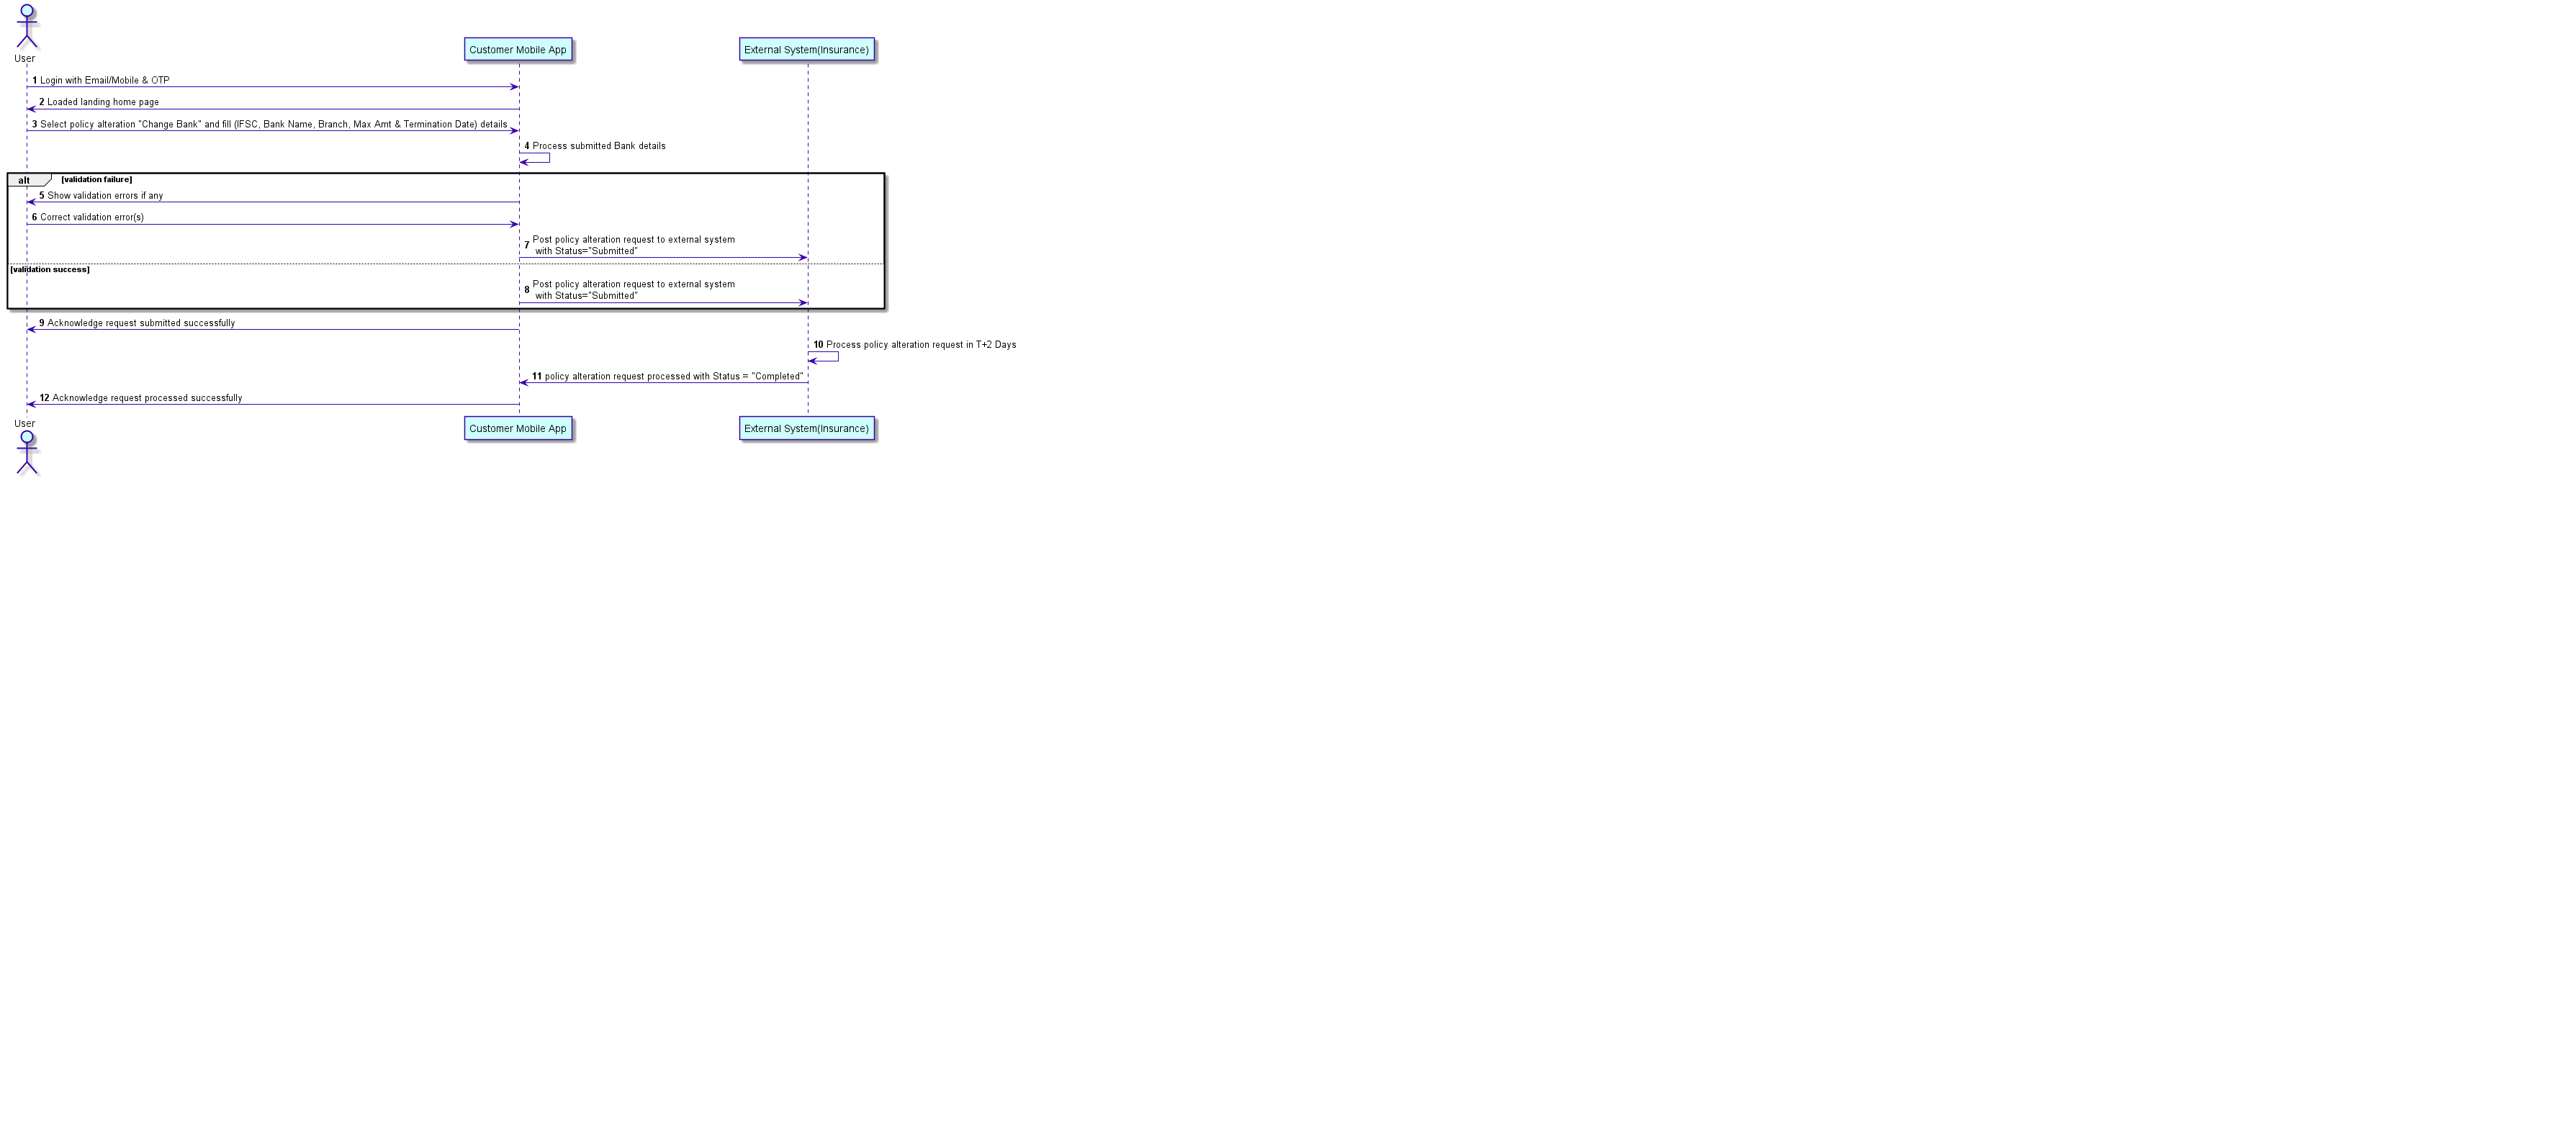 User
Customer Mobile App
External System(Insurance)
1 Login with Email/Mobile & OTP
2 Loaded landing home page
3 Select policy alteration "Change Bank" and fill (IFSC, Bank Name, Branch, Max Amt & Termination Date) details
4 Process submitted Bank details
alt [validation failure]
5 Show validation errors if any
6 Correct validation error(s)
7 Post policy alteration request to external system
with Status="Submitted"
[validation success]
8 Post policy alteration request to external system
with Status="Submitted"
9 Acknowledge request submitted successfully
10 Process policy alteration request in T+2 Days
11 policy alteration request processed with Status = "Completed"
12 Acknowledge request processed successfully
User
Customer Mobile App
External System(Insurance)